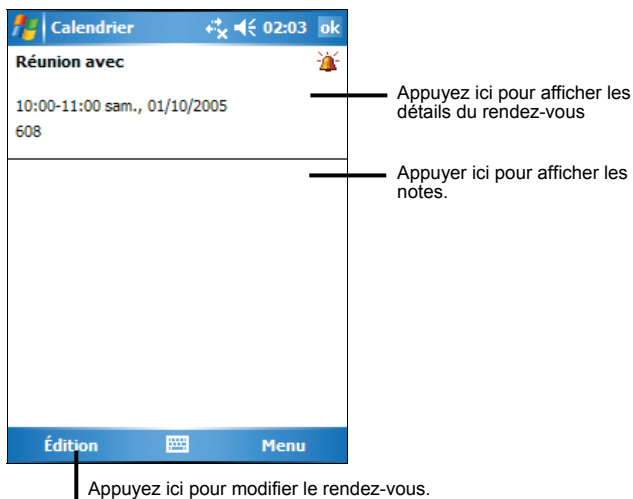 Calendrier 02:03 ok
Réunion avec
10:00-11:00 sam., 01/10/2005
608
Appuyez ici pour afficher les
détails du rendez-vous
Appuyer ici pour afficher les
notes.
Édition Menu
Appuyez ici pour modifier le rendez-vous.